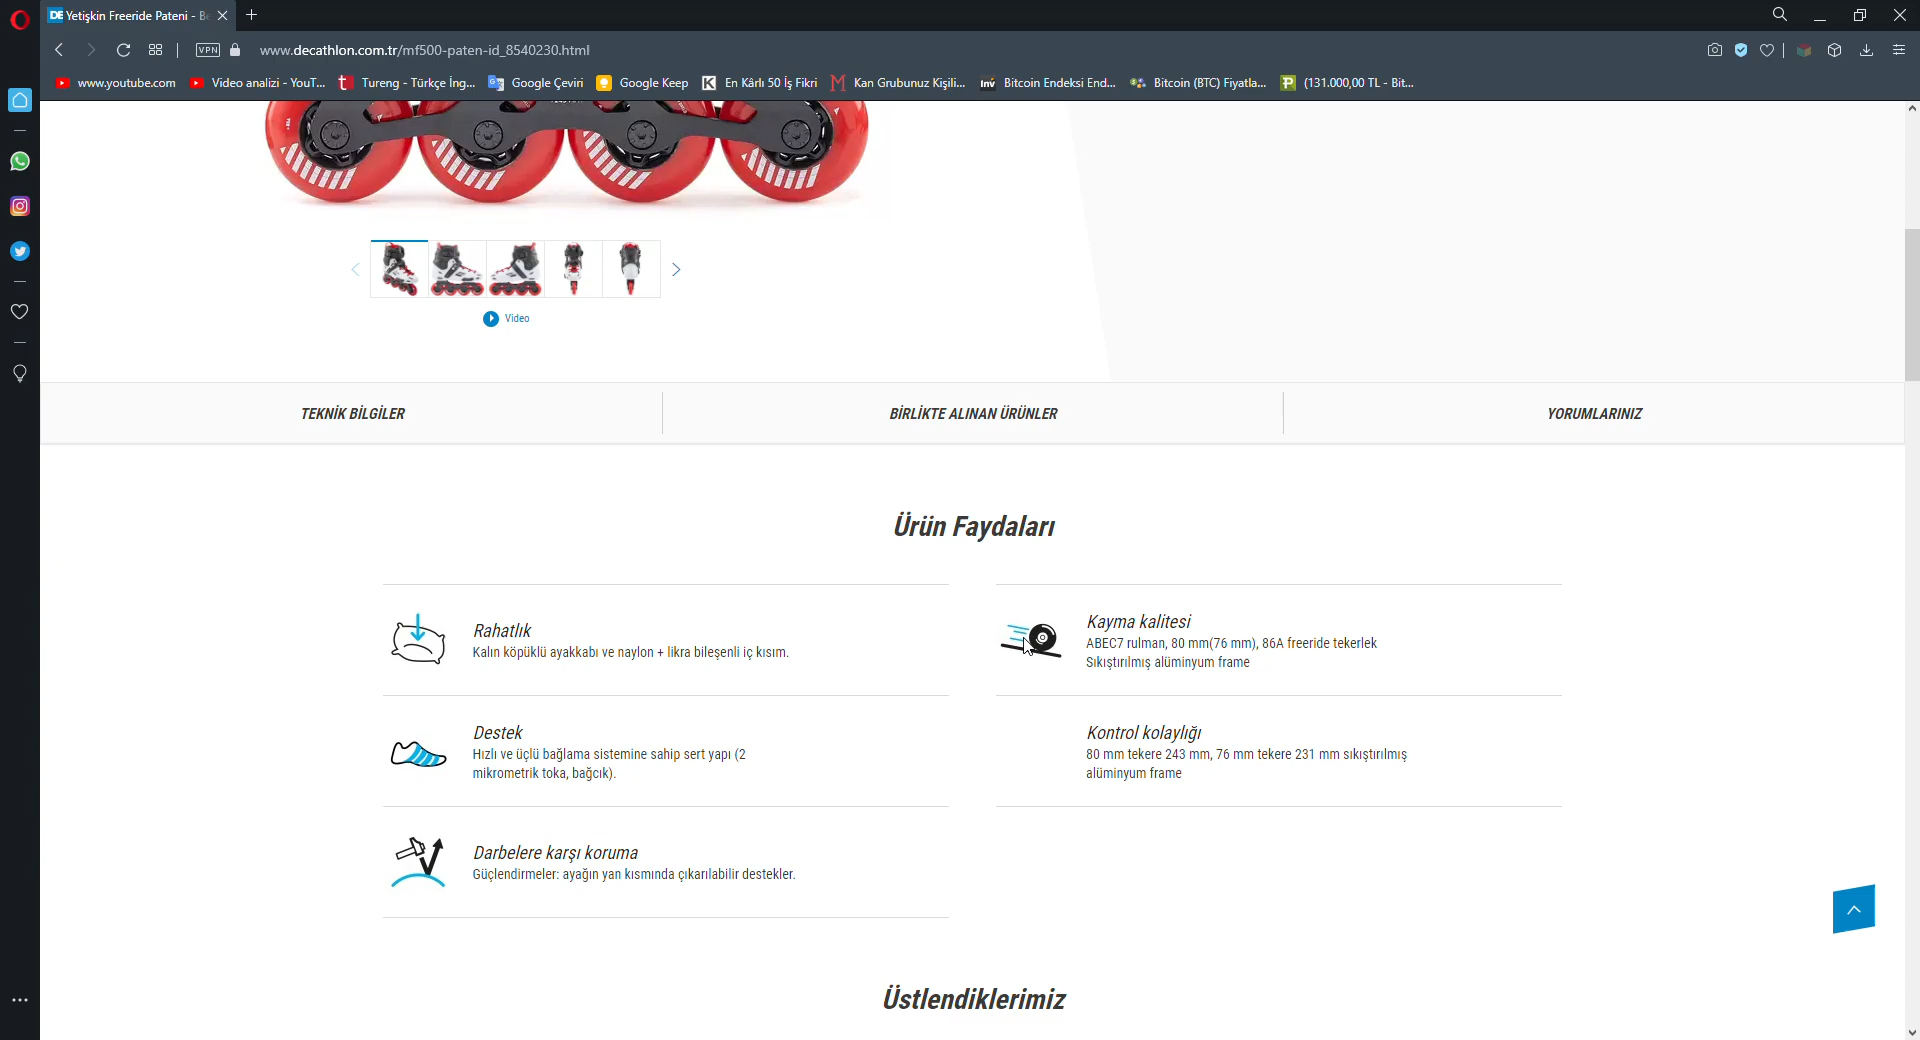 DE Yetişkin Freeride Pateni - Be
VPN
www.decathlon.com.tr/mf500-paten-id_8540230.html
www.youtube.com
Video analizi - YouT...
Tureng - Türkçe İng...
Google Çeviri
Google Keep
En Kârlı 50 İş Fikri
Kan Grubunuz Kişili...
Inv Bitcoin Endeksi End...
Bitcoin (BTC) Fiyatla...
(131.000,00 TL - Bit...
Video
TEKNİK BİLGİLER
BİRLİKTE ALINAN ÜRÜNLER
YORUMLARINIZ
Ürün Faydaları
Rahatlık
Kalın köpüklü ayakkabı ve naylon + likra bileşenli iç kısım.
Kayma kalitesi
ABEC7 rulman, 80 mm(76 mm), 86A freeride tekerlek
Sıkıştırılmış alüminyum frame
Destek
Hızlı ve üçlü bağlama sistemine sahip sert yapı (2
mikrometrik toka, bağcık).
Kontrol kolaylığı
80 mm tekere 243 mm, 76 mm tekere 231 mm sıkıştırılmış
alüminyum frame
Darbelere karşı koruma
Güçlendirmeler: ayağın yan kısmında çıkarılabilir destekler.
Üstlendiklerimiz